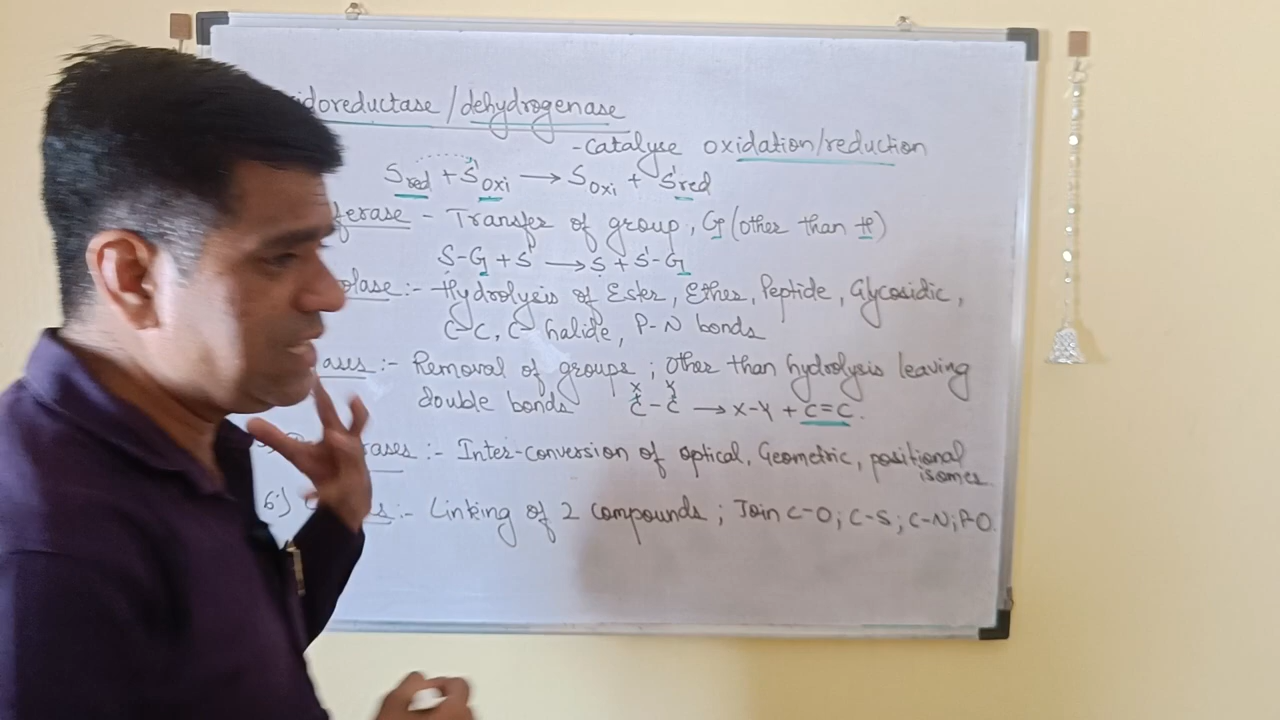 idoreductase / dehydrogenase
- catalyse oxidation/reduction
S red + S' oxi → S oxi + S' red
ferase - Transfer of group, G (other than H)
S-G + S' → S + S'-G
olase :- Hydrolysis of Ester, Ether, Peptide, Glycosidic,
C-C, C-halide, P-N bonds
ases :- Removal of groups ; Other than hydrolysis leaving
double bonds X Y C-C → X-Y + C=C.
ases :- Inter-conversion of optical, Geometric, positional
isomes
6:) :- Linking of 2 compounds ; Join C-O; C-S; C-N; P-O.